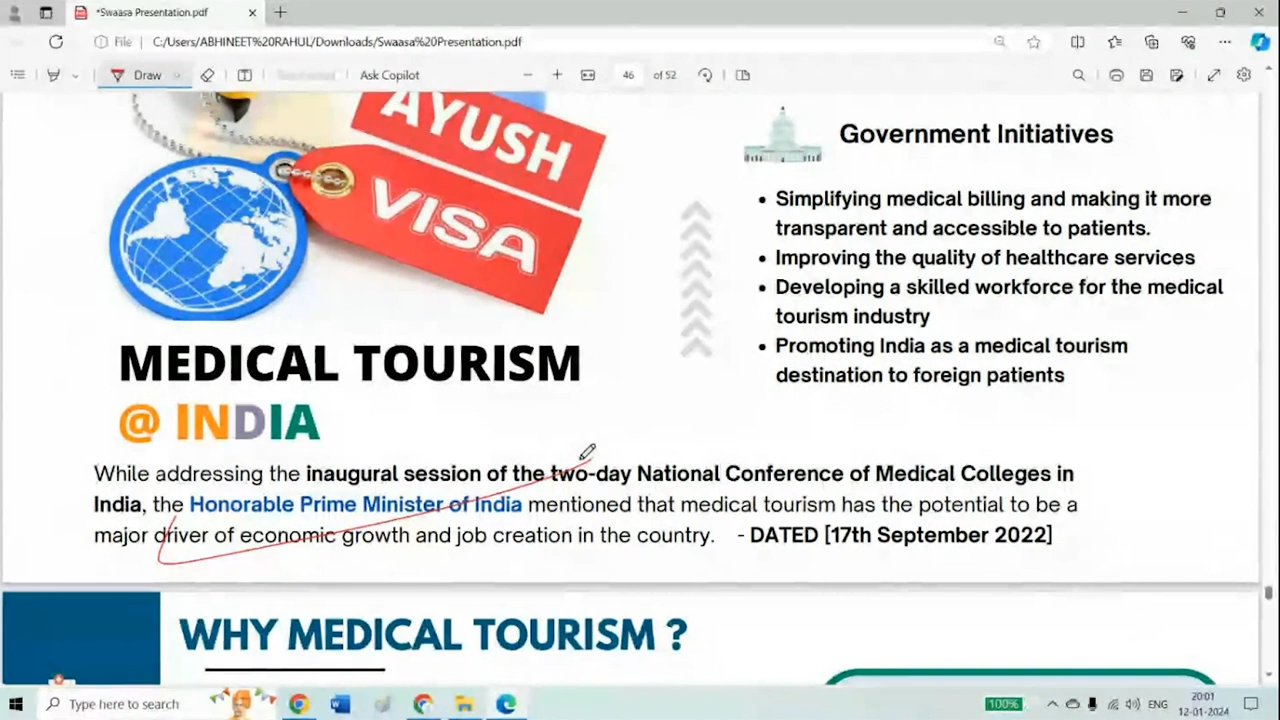 *Swaasa Presentation.pdf
File
C:/Users/ABHINEET%20RAHUL/Downloads/Swaasa%20Presentation.pdf
Draw
Ask Copilot
46 of 52
AYUSH
VISA
MEDICAL TOURISM
@ INDIA
Government Initiatives
• Simplifying medical billing and making it more
transparent and accessible to patients.
• Improving the quality of healthcare services
• Developing a skilled workforce for the medical
tourism industry
• Promoting India as a medical tourism
destination to foreign patients
While addressing the inaugural session of the two-day National Conference of Medical Colleges in
India, the Honorable Prime Minister of India mentioned that medical tourism has the potential to be a
major driver of economic growth and job creation in the country. - DATED [17th September 2022]
WHY MEDICAL TOURISM ?
Type here to search
100%
ENG
20:01
12-01-2024